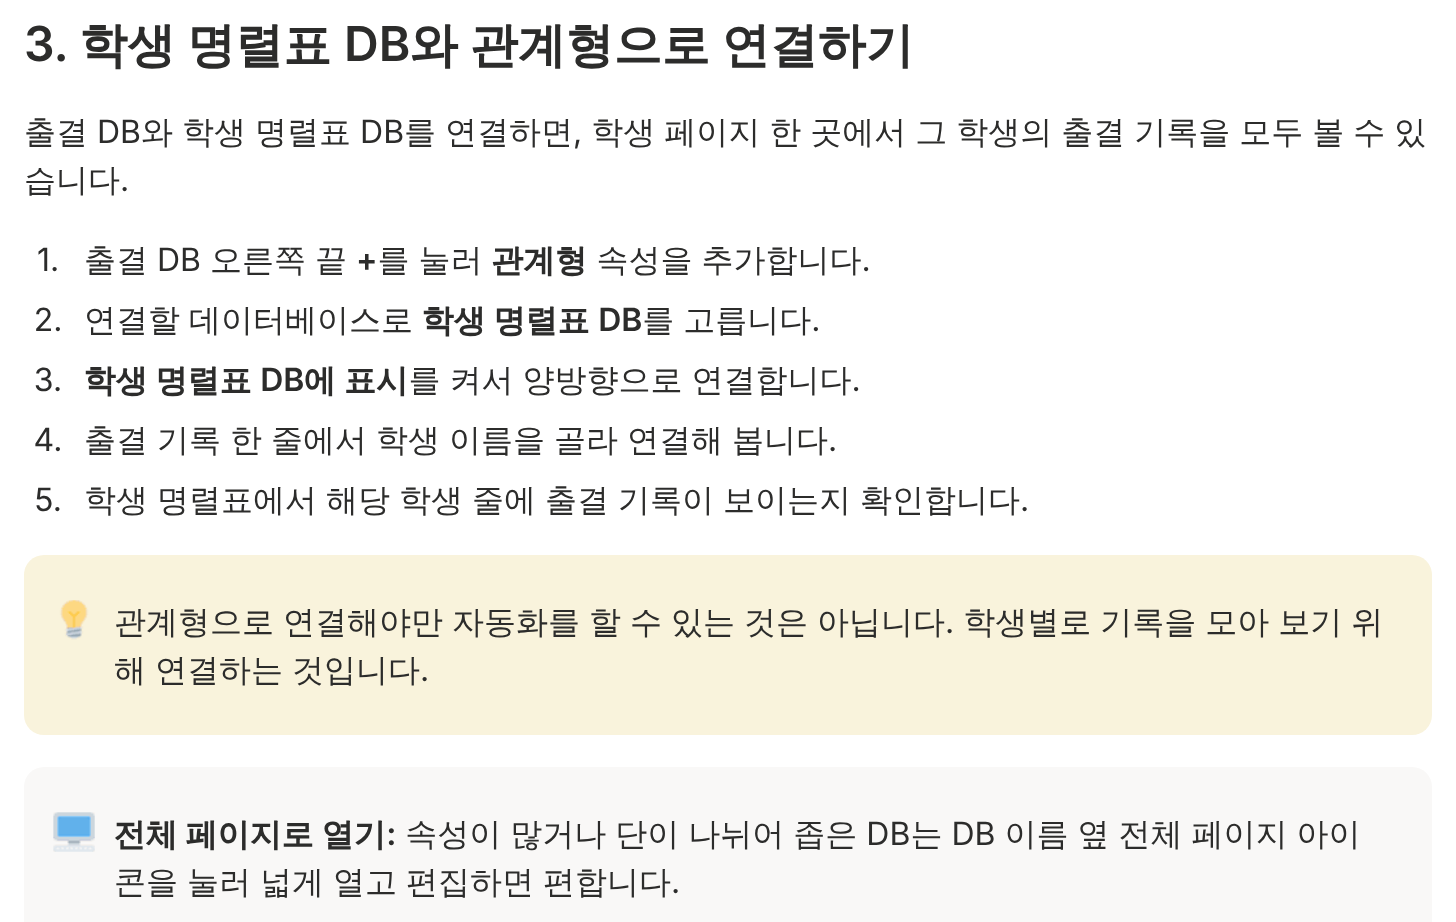 3. 학생 명렬표 DB와 관계형으로 연결하기
출결 DB와 학생 명렬표 DB를 연결하면, 학생 페이지 한 곳에서 그 학생의 출결 기록을 모두 볼 수 있
습니다.
1. 출결 DB 오른쪽 끝 +를 눌러 관계형 속성을 추가합니다.
2. 연결할 데이터베이스로 학생 명렬표 DB를 고릅니다.
3. 학생 명렬표 DB에 표시를 켜서 양방향으로 연결합니다.
4. 출결 기록 한 줄에서 학생 이름을 골라 연결해 봅니다.
5. 학생 명렬표에서 해당 학생 줄에 출결 기록이 보이는지 확인합니다.
관계형으로 연결해야만 자동화를 할 수 있는 것은 아닙니다. 학생별로 기록을 모아 보기 위
해 연결하는 것입니다.
전체 페이지로 열기: 속성이 많거나 단이 나뉘어 좁은 DB는 DB 이름 옆 전체 페이지 아이
콘을 눌러 넓게 열고 편집하면 편합니다.